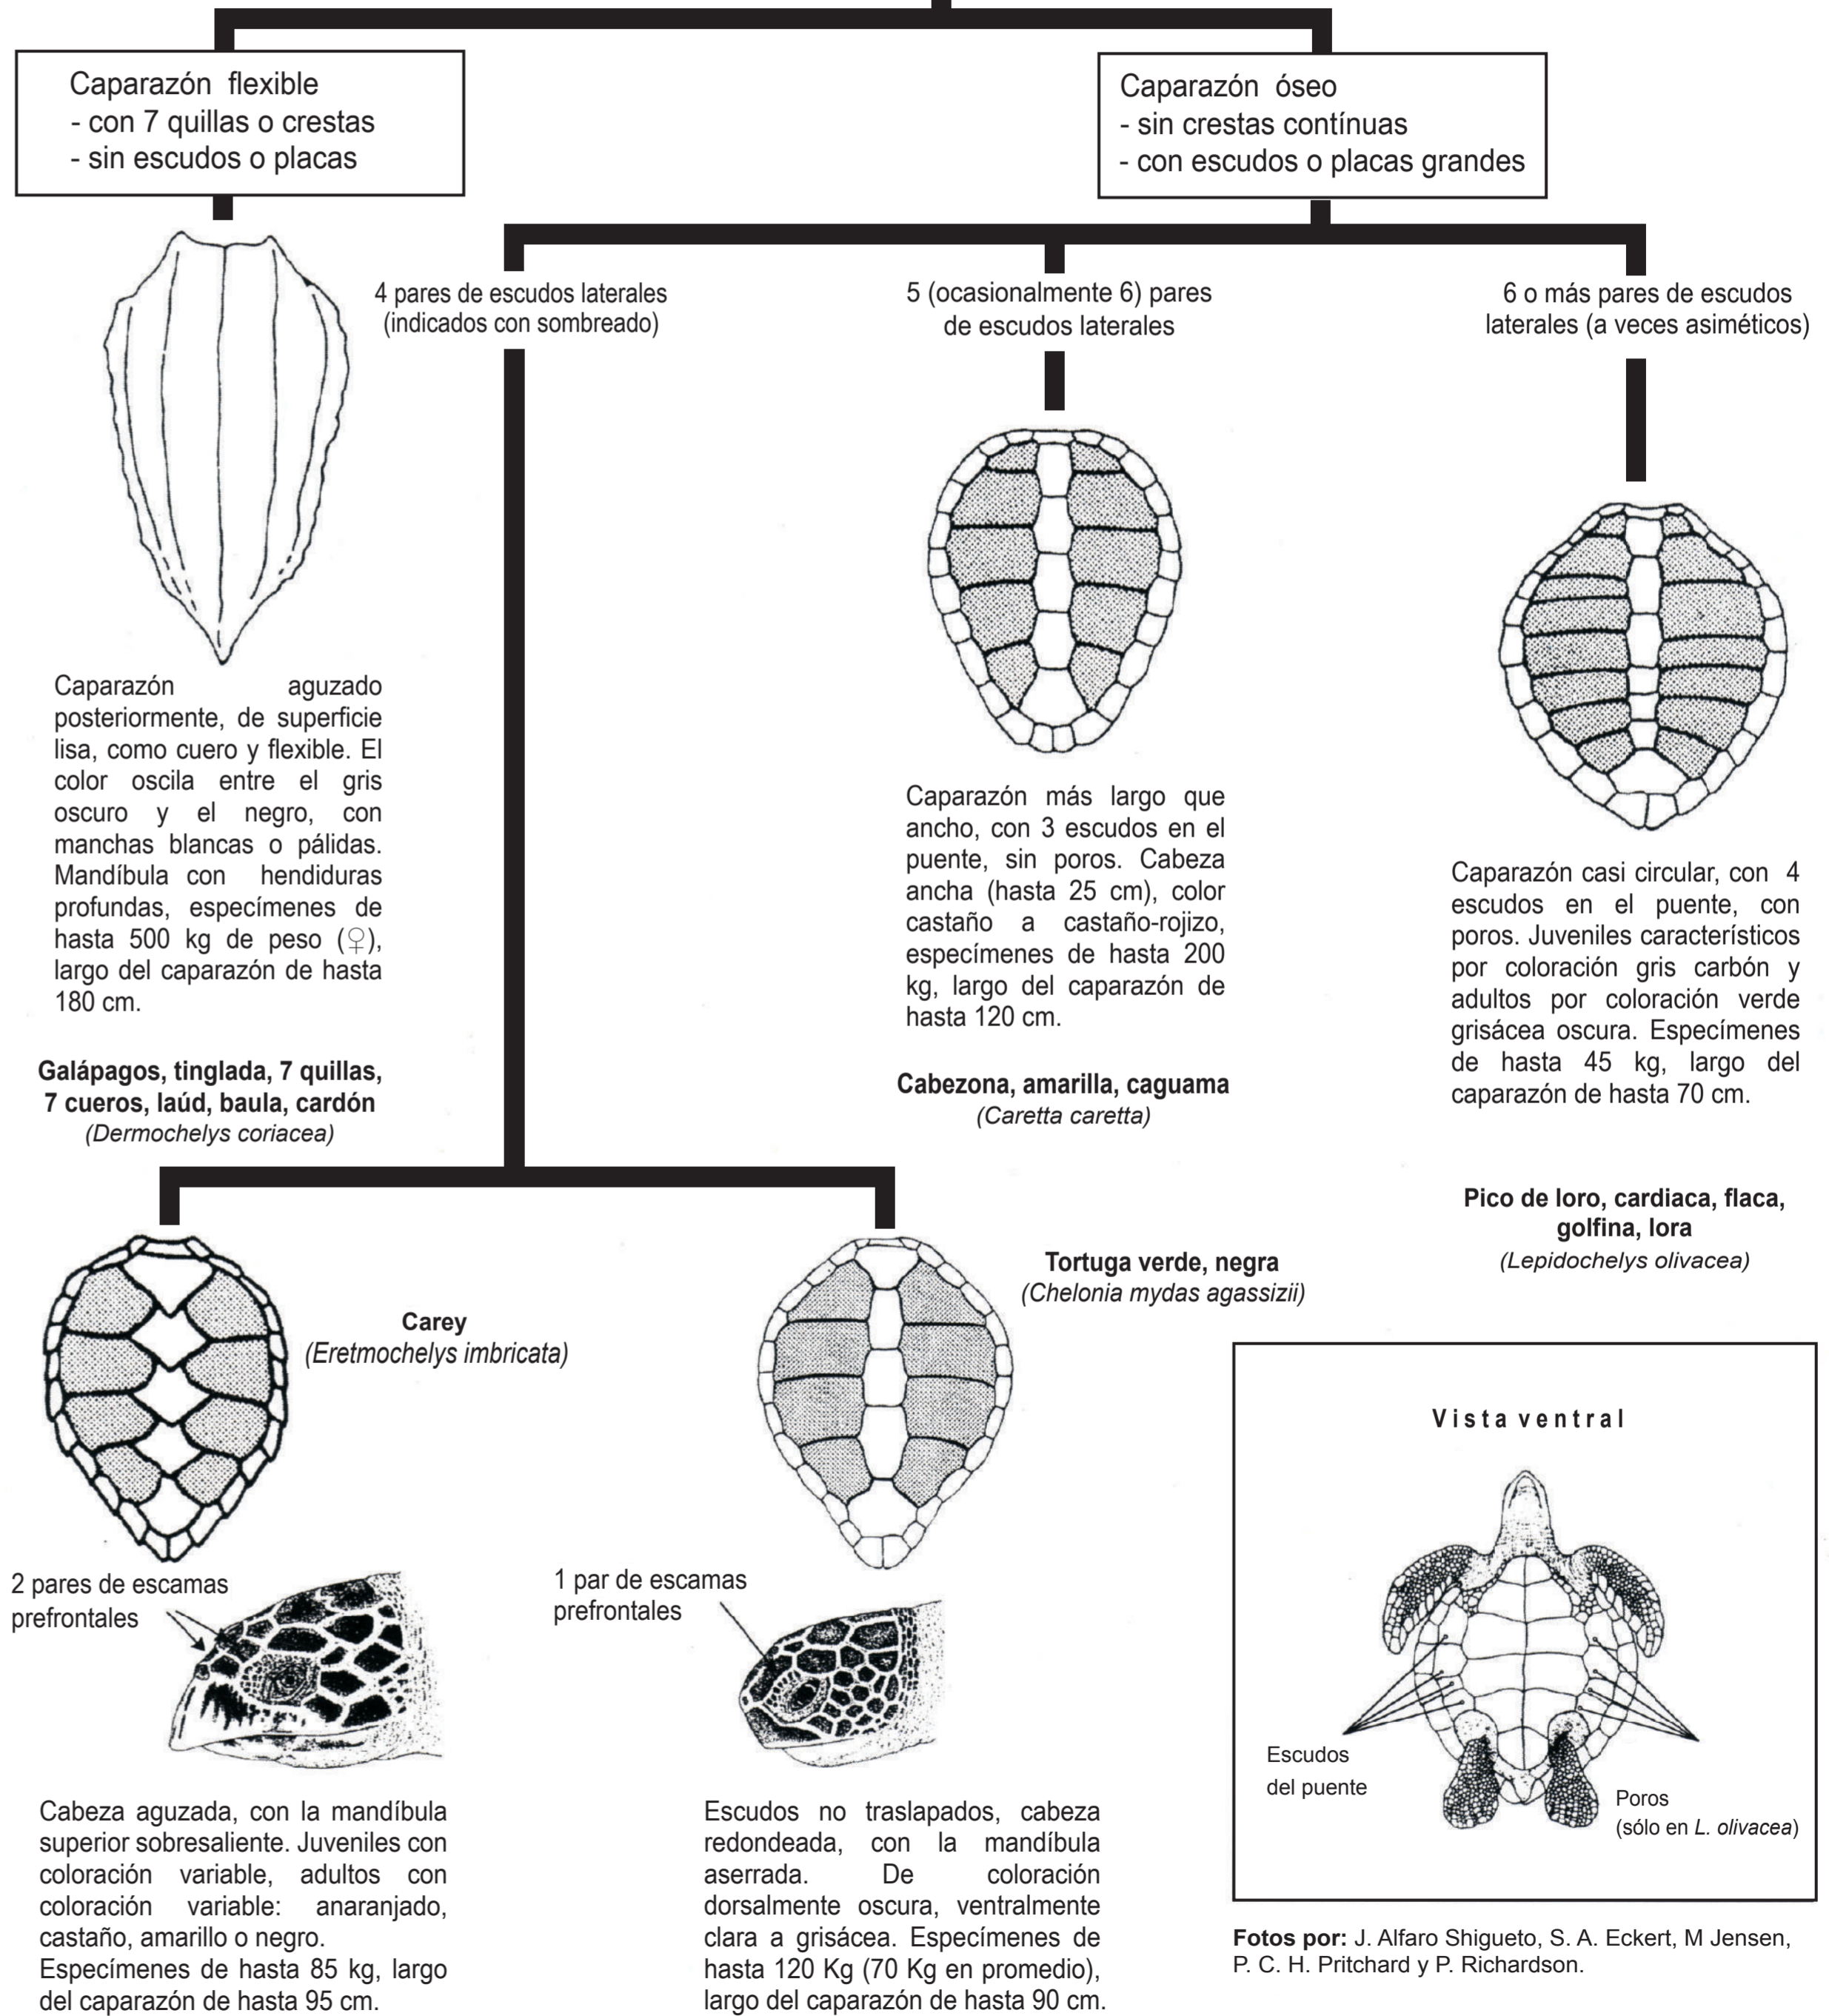 Caparazón flexible
- con 7 quillas o crestas
- sin escudos o placas
Caparazón óseo
- sin crestas contínuas
- con escudos o placas grandes
4 pares de escudos laterales
(indicados con sombreado)
5 (ocasionalmente 6) pares
de escudos laterales
6 o más pares de escudos
laterales (a veces asiméticos)
Caparazón aguzado
posteriormente, de superficie
lisa, como cuero y flexible. El
color oscila entre el gris
oscuro y el negro, con
manchas blancas o pálidas.
Mandíbula con hendiduras
profundas, especímenes de
hasta 500 kg de peso (♀),
largo del caparazón de hasta
180 cm.
Galápagos, tinglada, 7 quillas,
7 cueros, laúd, baula, cardón
(Dermochelys coriacea)
Caparazón más largo que
ancho, con 3 escudos en el
puente, sin poros. Cabeza
ancha (hasta 25 cm), color
castaño a castaño-rojizo,
especímenes de hasta 200
kg, largo del caparazón de
hasta 120 cm.
Cabezona, amarilla, caguama
(Caretta caretta)
Caparazón casi circular, con 4
escudos en el puente, con
poros. Juveniles característicos
por coloración gris carbón y
adultos por coloración verde
grisácea oscura. Especímenes
de hasta 45 kg, largo del
caparazón de hasta 70 cm.
Pico de loro, cardiaca, flaca,
golfina, lora
(Lepidochelys olivacea)
Carey
(Eretmochelys imbricata)
Tortuga verde, negra
(Chelonia mydas agassizii)
2 pares de escamas
prefrontales
1 par de escamas
prefrontales
Cabeza aguzada, con la mandíbula
superior sobresaliente. Juveniles con
coloración variable, adultos con
coloración variable: anaranjado,
castaño, amarillo o negro.
Especímenes de hasta 85 kg, largo
del caparazón de hasta 95 cm.
Escudos no traslapados, cabeza
redondeada, con la mandíbula
aserrada. De coloración
dorsalmente oscura, ventralmente
clara a grisácea. Especímenes de
hasta 120 Kg (70 Kg en promedio),
largo del caparazón de hasta 90 cm.
Vista ventral
Escudos
del puente
Poros
(sólo en L. olivacea)
Fotos por: J. Alfaro Shigueto, S. A. Eckert, M Jensen,
P. C. H. Pritchard y P. Richardson.